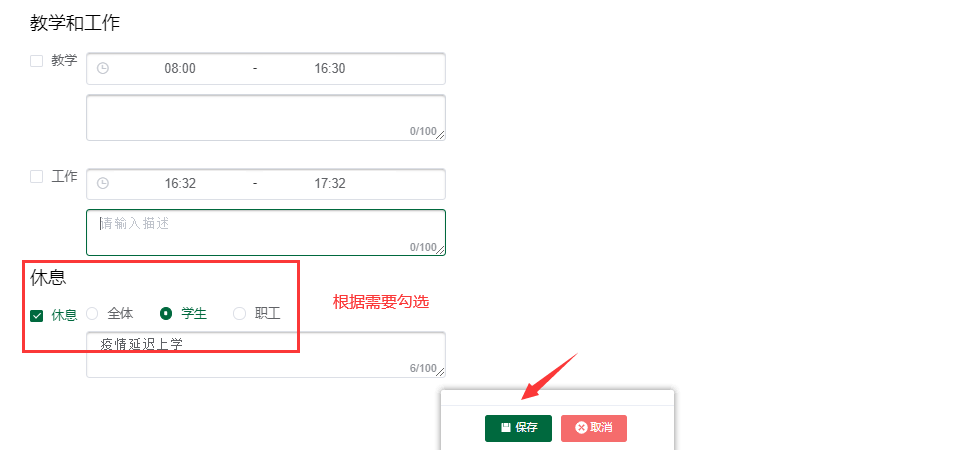 教学和工作
教学 08:00 - 16:30
0/100
工作 16:32 - 17:32
请输入描述
0/100
休息
休息 全体 学生 职工
根据需要勾选
疫情延迟上学
6/100
保存 取消